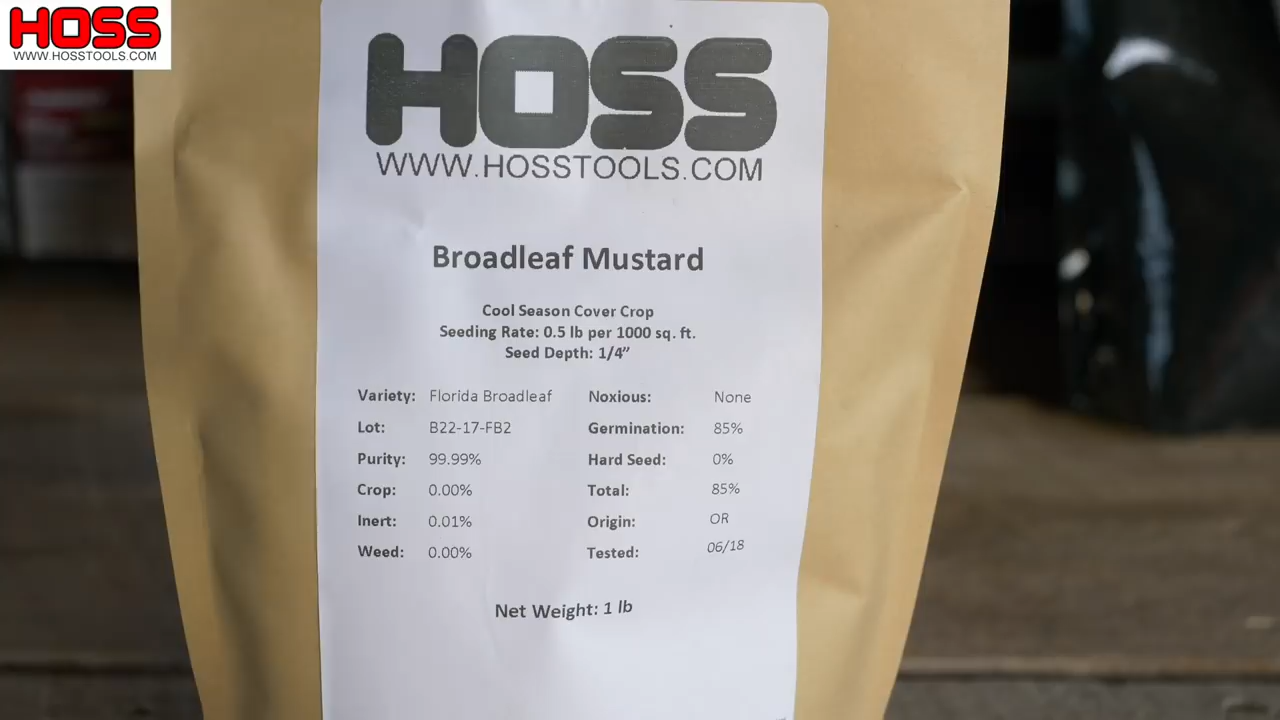 HOSS
WWW.HOSSTOOLS.COM
HOSS
WWW.HOSSTOOLS.COM
Broadleaf Mustard
Cool Season Cover Crop
Seeding Rate: 0.5 lb per 1000 sq. ft.
Seed Depth: 1/4”
Variety: Florida Broadleaf Noxious: None
Lot: B22-17-FB2 Germination: 85%
Purity: 99.99% Hard Seed: 0%
Crop: 0.00% Total: 85%
Inert: 0.01% Origin: OR
Weed: 0.00% Tested: 06/18
Net Weight: 1 lb